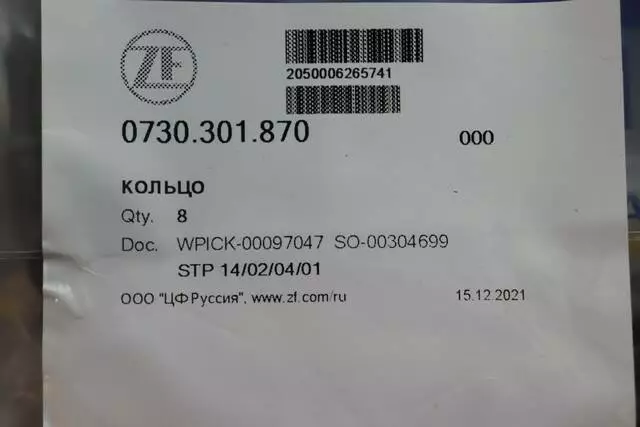 ZF
2050006265741
0730.301.870 000
КОЛЬЦО
Qty. 8
Doc. WPICK-00097047 SO-00304699
STP 14/02/04/01
ООО "ЦФ Руссия", www.zf.com/ru 15.12.2021